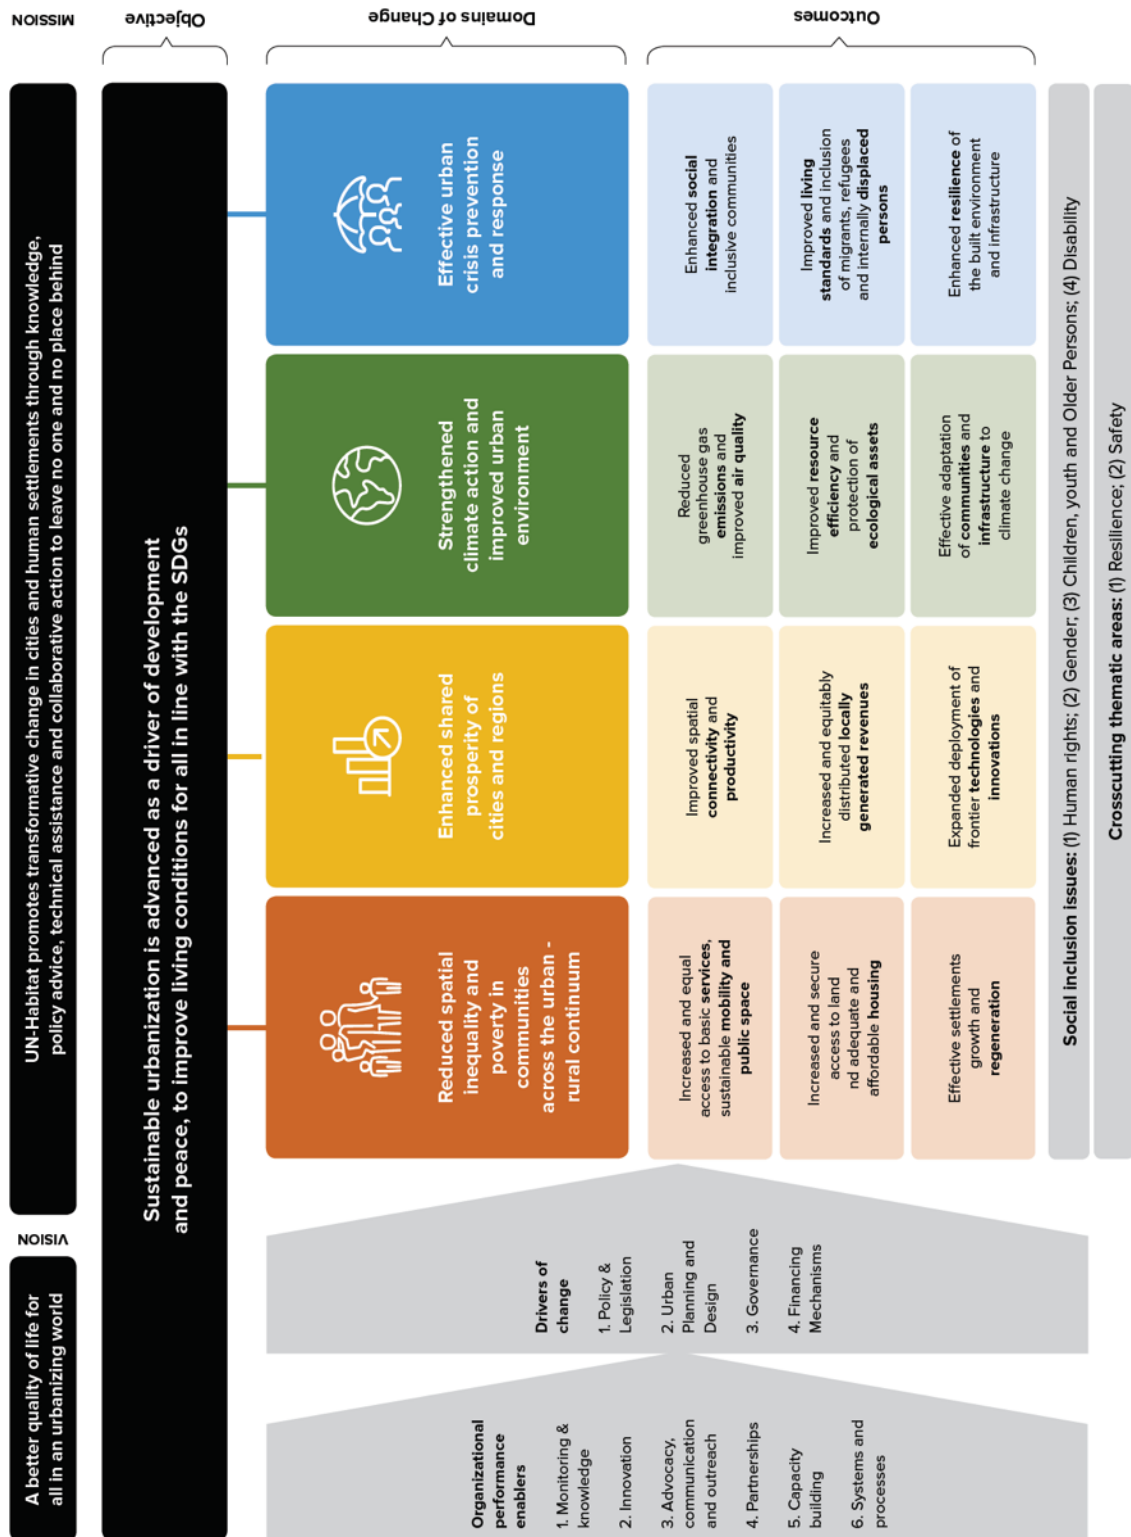 VISION
A better quality of life for
all in an urbanizing world
MISSION
UN-Habitat promotes transformative change in cities and human settlements through knowledge,
policy advice, technical assistance and collaborative action to leave no one and no place behind
Objective
Sustainable urbanization is advanced as a driver of development
and peace, to improve living conditions for all in line with the SDGs
Domains of Change
Reduced spatial
inequality and
poverty in
communities
across the urban -
rural continuum
Enhanced shared
prosperity of
cities and regions
Strengthened
climate action and
improved urban
environment
Effective urban
crisis prevention
and response
Outcomes
Increased and equal
access to basic services,
sustainable mobility and
public space
Improved spatial
connectivity and
productivity
Reduced
greenhouse gas
emissions and
improved air quality
Enhanced social
integration and
inclusive communities
Increased and secure
access to land
nd adequate and
affordable housing
Increased and equitably
distributed locally
generated revenues
Improved resource
efficiency and
protection of
ecological assets
Improved living
standards and inclusion
of migrants, refugees
and internally displaced
persons
Effective settlements
growth and
regeneration
Expanded deployment of
frontier technologies and
innovations
Effective adaptation
of communities and
infrastructure to
climate change
Enhanced resilience of
the built environment
and infrastructure
Social inclusion issues: (1) Human rights; (2) Gender; (3) Children, youth and Older Persons; (4) Disability
Crosscutting thematic areas: (1) Resilience; (2) Safety
Organizational
performance
enablers
1. Monitoring &
knowledge
2. Innovation
3. Advocacy,
communication
and outreach
4. Partnerships
5. Capacity
building
6. Systems and
processes
Drivers of
change
1. Policy &
Legislation
2. Urban
Planning and
Design
3. Governance
4. Financing
Mechanisms